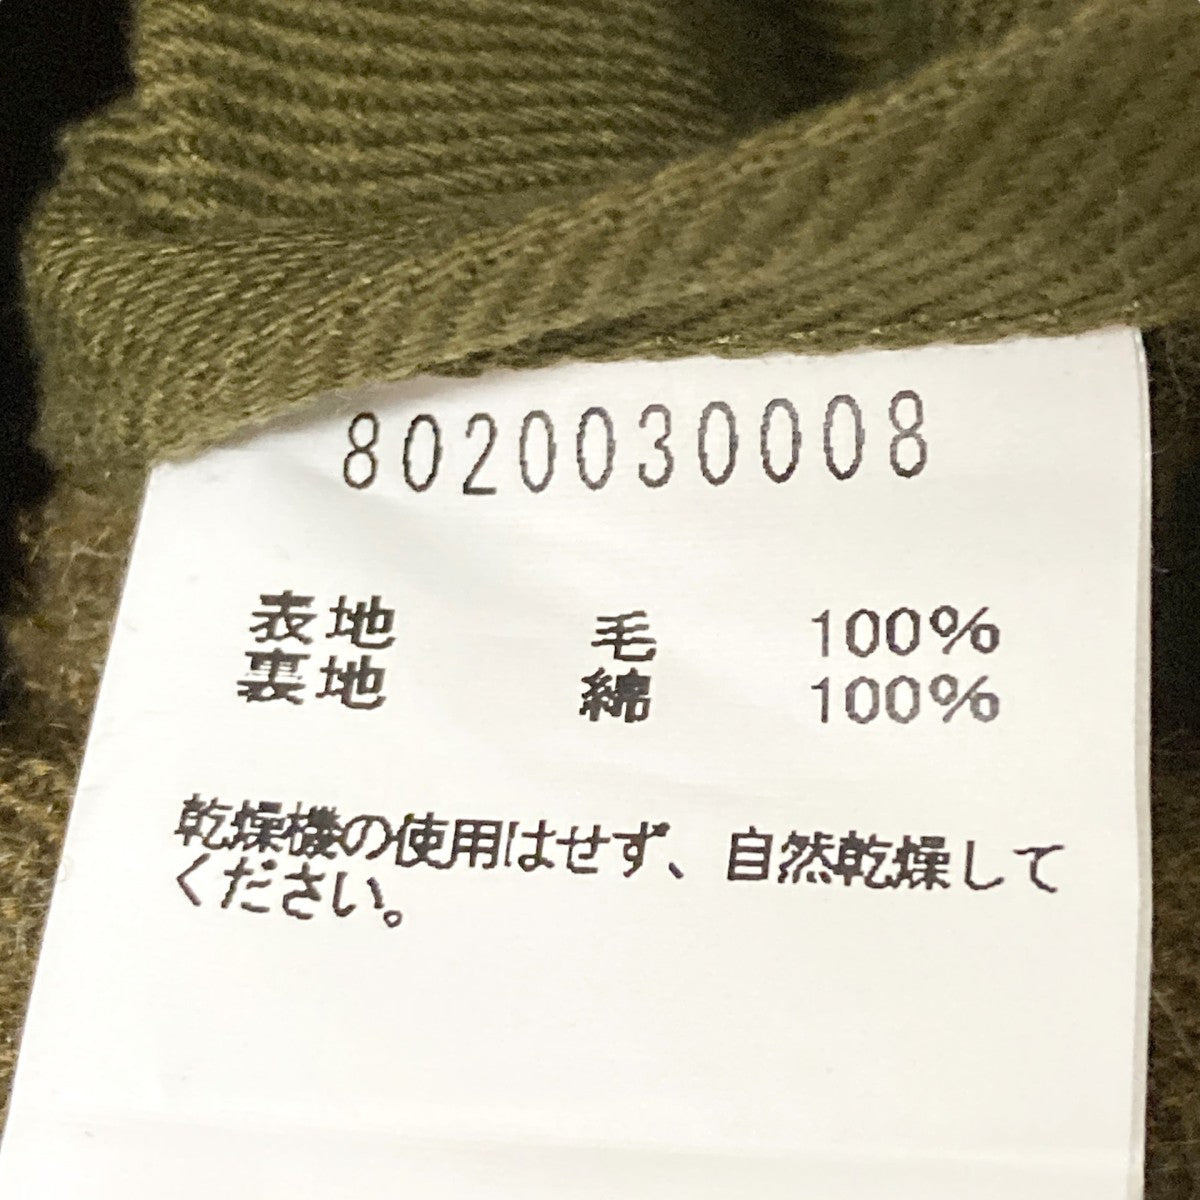 8020030008
表地 毛 100%
裏地 綿 100%
乾燥機の使用はせず、自然乾燥して
ください。